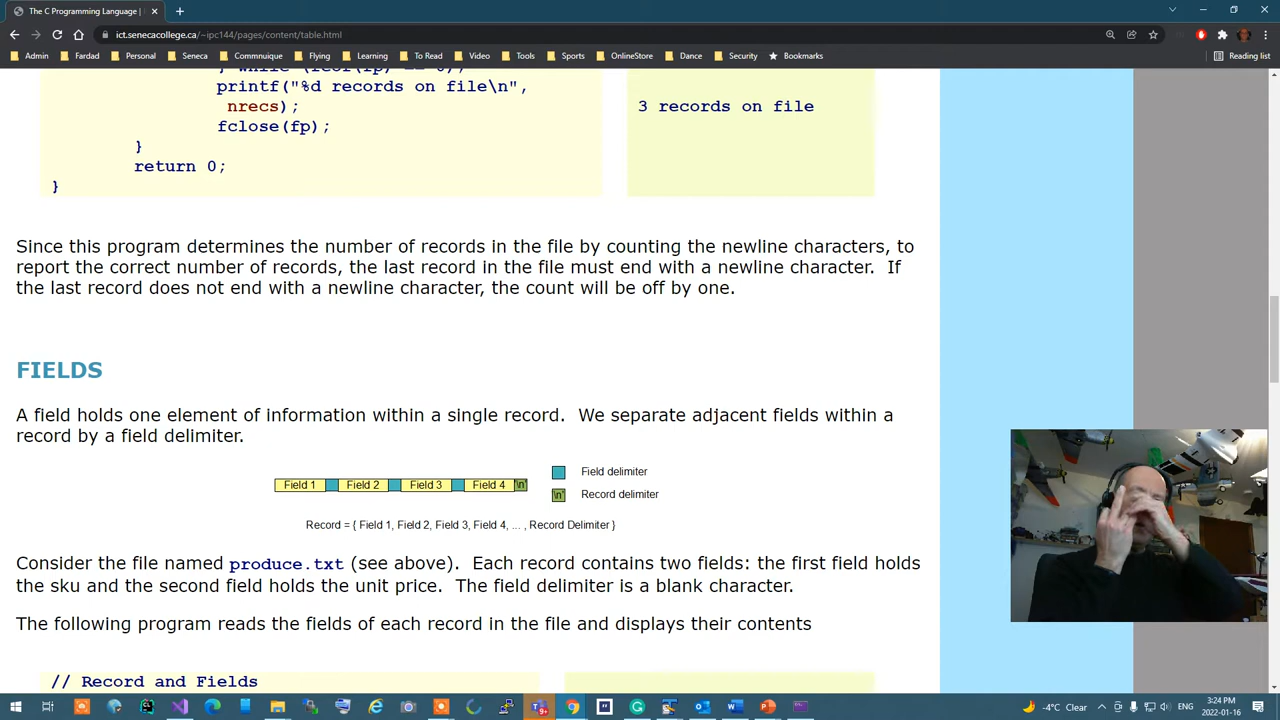 The C Programming Language |
ict.senecacollege.ca/~ipc144/pages/content/table.html
Admin Fardad Personal Seneca Commnuique Flying Learning To Read Video Tools Sports OnlineStore Dance Security Bookmarks Reading list
printf("%d records on file\n",
nrecs);
fclose(fp);
}
return 0;
}
3 records on file
Since this program determines the number of records in the file by counting the newline characters, to
report the correct number of records, the last record in the file must end with a newline character. If
the last record does not end with a newline character, the count will be off by one.
FIELDS
A field holds one element of information within a single record. We separate adjacent fields within a
record by a field delimiter.
Field 1 Field 2 Field 3 Field 4 \n'
Field delimiter
\n' Record delimiter
Record = { Field 1, Field 2, Field 3, Field 4, ... , Record Delimiter }
Consider the file named produce.txt (see above). Each record contains two fields: the first field holds
the sku and the second field holds the unit price. The field delimiter is a blank character.
The following program reads the fields of each record in the file and displays their contents
// Record and Fields
-4°C Clear ENG 3:24 PM
2022-01-16